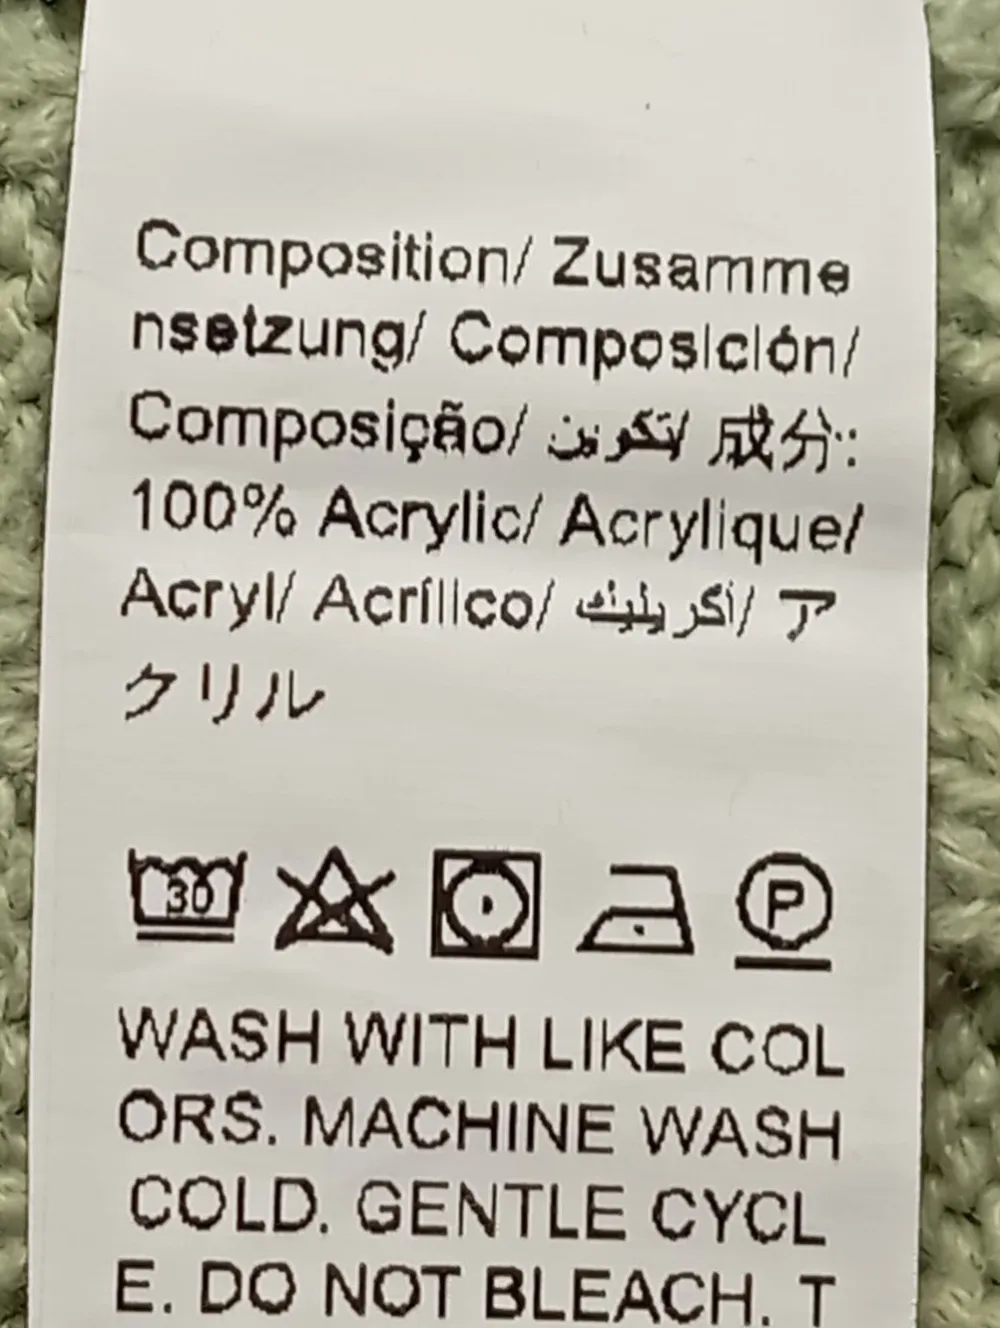 Composition/ Zusamme
nsetzung/ Composición/
Composição/ تكوين/ 成分:
100% Acrylic/ Acrylique/
Acryl/ Acrílico/ أكريليك/ ア
クリル
30
P
WASH WITH LIKE COL
ORS. MACHINE WASH
COLD. GENTLE CYCL
E. DO NOT BLEACH. T